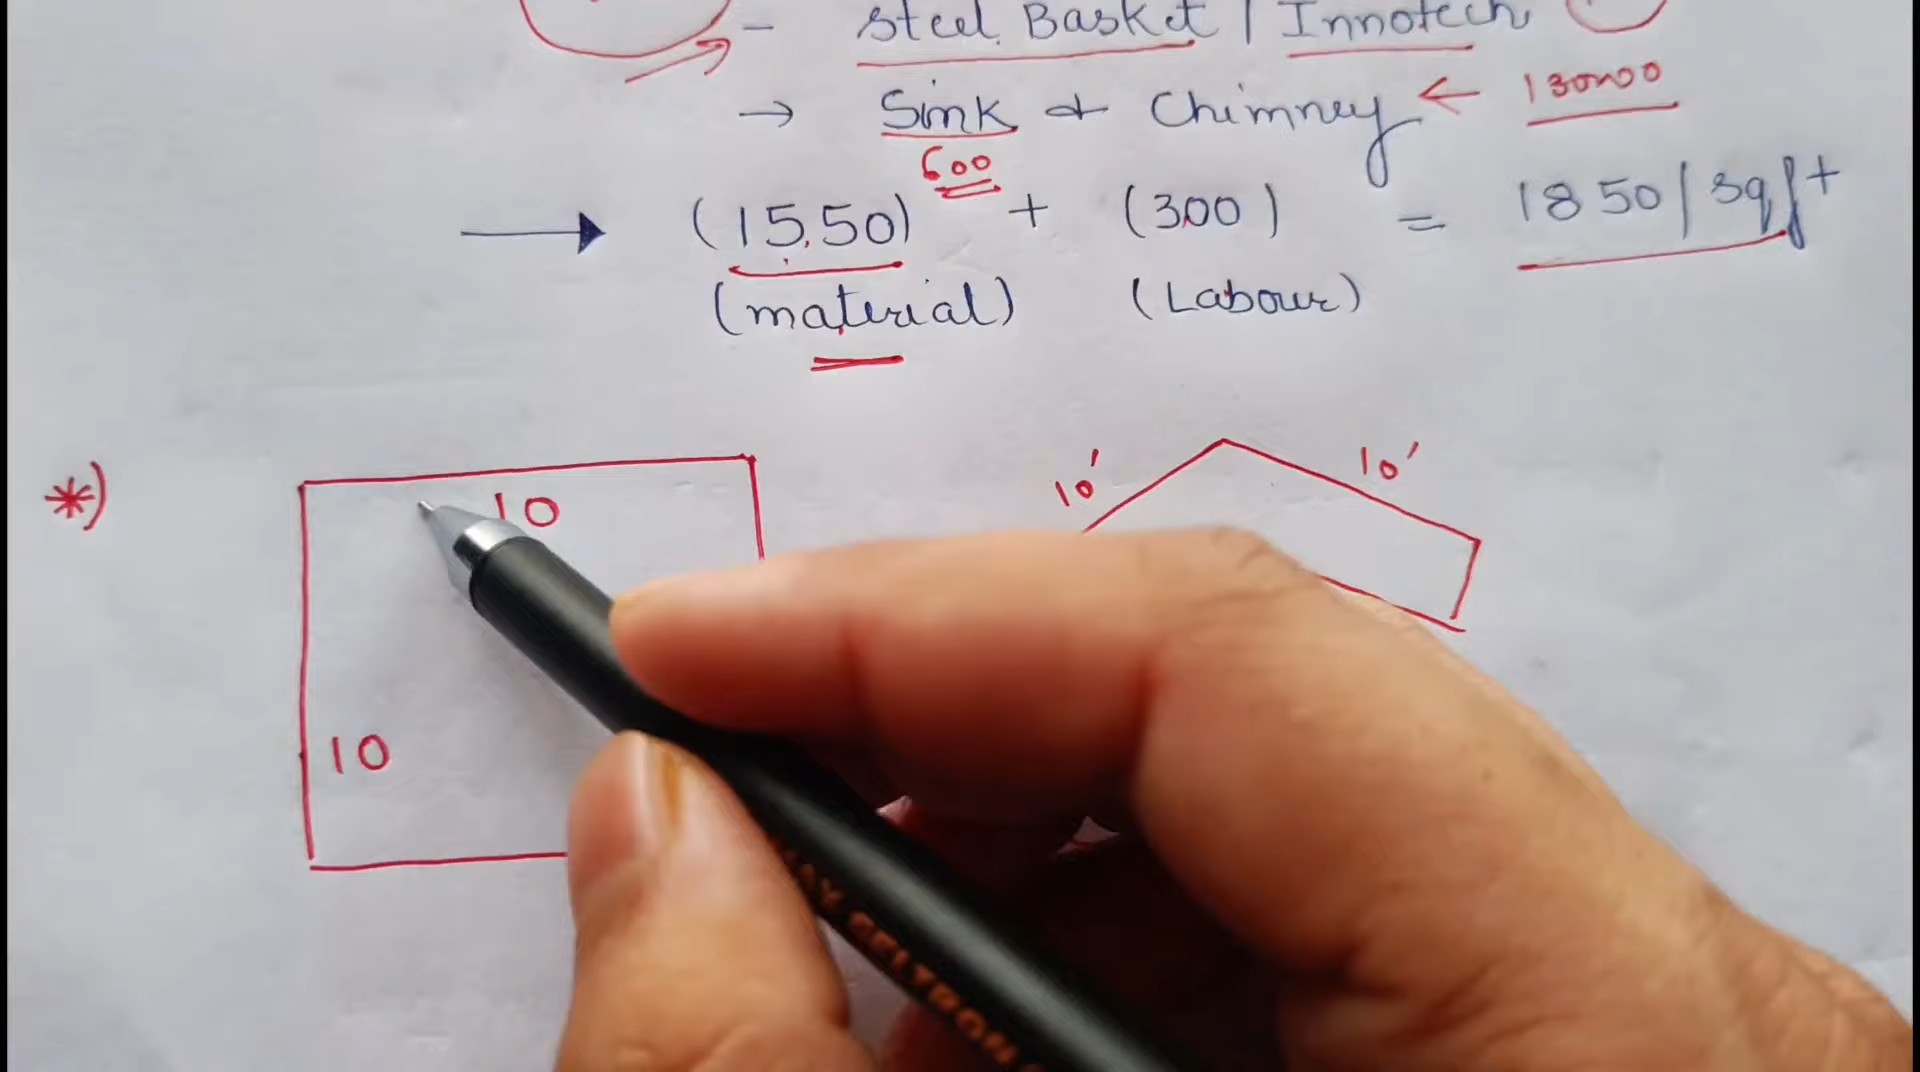 - Steel Basket / Innotech
→ Sink & Chimney ← 130000
600
(15,50) + (300) = 1850/sqft
(material) (Labour)
*)
10
10' 10'
10